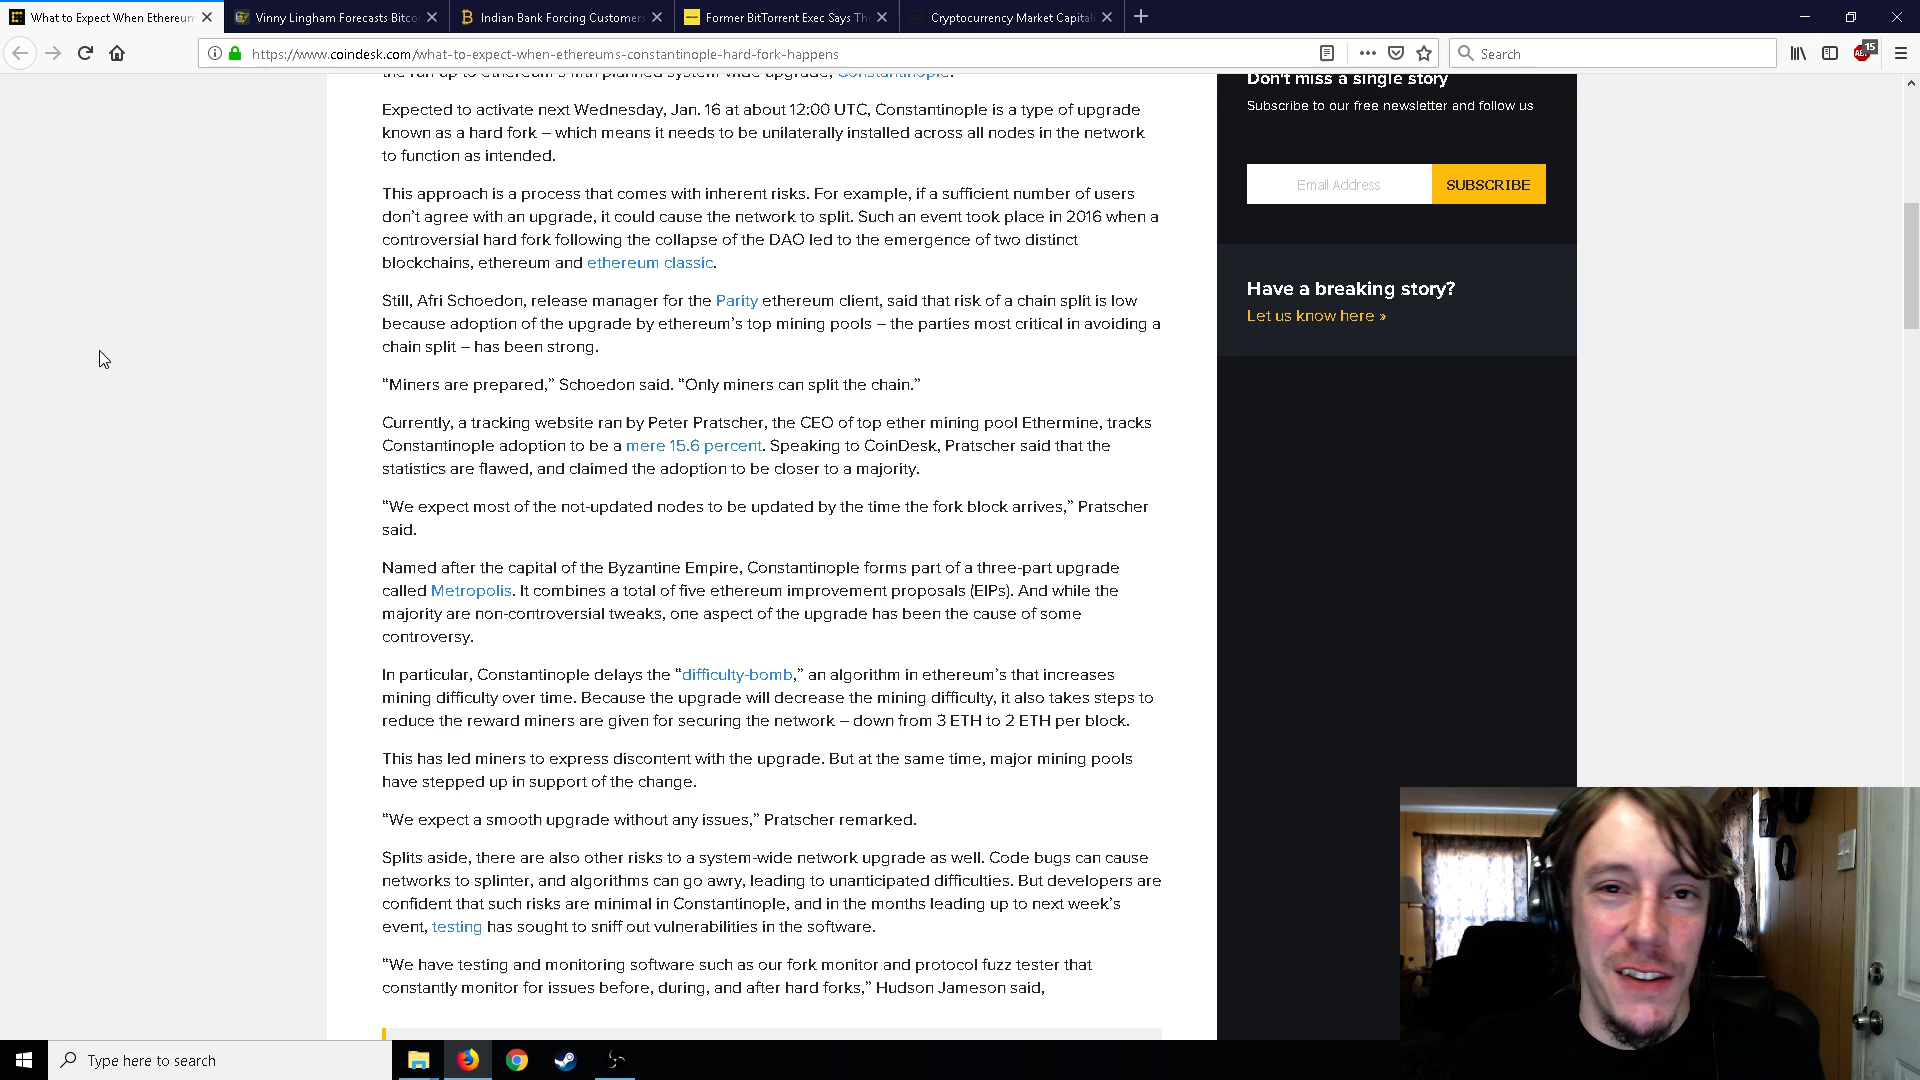 What to Expect When Ethereum
Vinny Lingham Forecasts Bitco
Indian Bank Forcing Customers
Former BitTorrent Exec Says Th
Cryptocurrency Market Capital
https://www.coindesk.com/what-to-expect-when-ethereums-constantinople-hard-fork-happens
Search
15
the run up to ethereum's fifth planned system-wide upgrade, Constantinople.
Expected to activate next Wednesday, Jan. 16 at about 12:00 UTC, Constantinople is a type of upgrade
known as a hard fork – which means it needs to be unilaterally installed across all nodes in the network
to function as intended.
This approach is a process that comes with inherent risks. For example, if a sufficient number of users
don't agree with an upgrade, it could cause the network to split. Such an event took place in 2016 when a
controversial hard fork following the collapse of the DAO led to the emergence of two distinct
blockchains, ethereum and ethereum classic.
Still, Afri Schoedon, release manager for the Parity ethereum client, said that risk of a chain split is low
because adoption of the upgrade by ethereum's top mining pools – the parties most critical in avoiding a
chain split – has been strong.
“Miners are prepared,” Schoedon said. “Only miners can split the chain.”
Currently, a tracking website ran by Peter Pratscher, the CEO of top ether mining pool Ethermine, tracks
Constantinople adoption to be a mere 15.6 percent. Speaking to CoinDesk, Pratscher said that the
statistics are flawed, and claimed the adoption to be closer to a majority.
“We expect most of the not-updated nodes to be updated by the time the fork block arrives,” Pratscher
said.
Named after the capital of the Byzantine Empire, Constantinople forms part of a three-part upgrade
called Metropolis. It combines a total of five ethereum improvement proposals (EIPs). And while the
majority are non-controversial tweaks, one aspect of the upgrade has been the cause of some
controversy.
In particular, Constantinople delays the “difficulty-bomb,” an algorithm in ethereum's that increases
mining difficulty over time. Because the upgrade will decrease the mining difficulty, it also takes steps to
reduce the reward miners are given for securing the network – down from 3 ETH to 2 ETH per block.
This has led miners to express discontent with the upgrade. But at the same time, major mining pools
have stepped up in support of the change.
“We expect a smooth upgrade without any issues,” Pratscher remarked.
Splits aside, there are also other risks to a system-wide network upgrade as well. Code bugs can cause
networks to splinter, and algorithms can go awry, leading to unanticipated difficulties. But developers are
confident that such risks are minimal in Constantinople, and in the months leading up to next week's
event, testing has sought to sniff out vulnerabilities in the software.
“We have testing and monitoring software such as our fork monitor and protocol fuzz tester that
constantly monitor for issues before, during, and after hard forks,” Hudson Jameson said,
Don't miss a single story
Subscribe to our free newsletter and follow us
Email Address
SUBSCRIBE
Have a breaking story?
Let us know here »
Type here to search